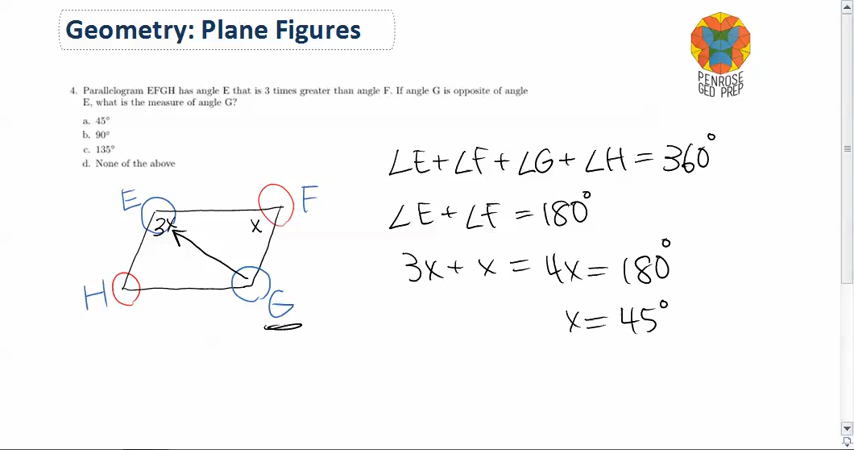 Geometry: Plane Figures
PENROSE
GED PREP
4. Parallelogram EFGH has angle E that is 3 times greater than angle F. If angle G is opposite of angle
E, what is the measure of angle G?
a. 45°
b. 90°
c. 135°
d. None of the above
∠E+∠F+∠G+∠H=360°
∠E+∠F=180°
3x+x=4x=180°
x=45°
E
F
3x
x
H
G